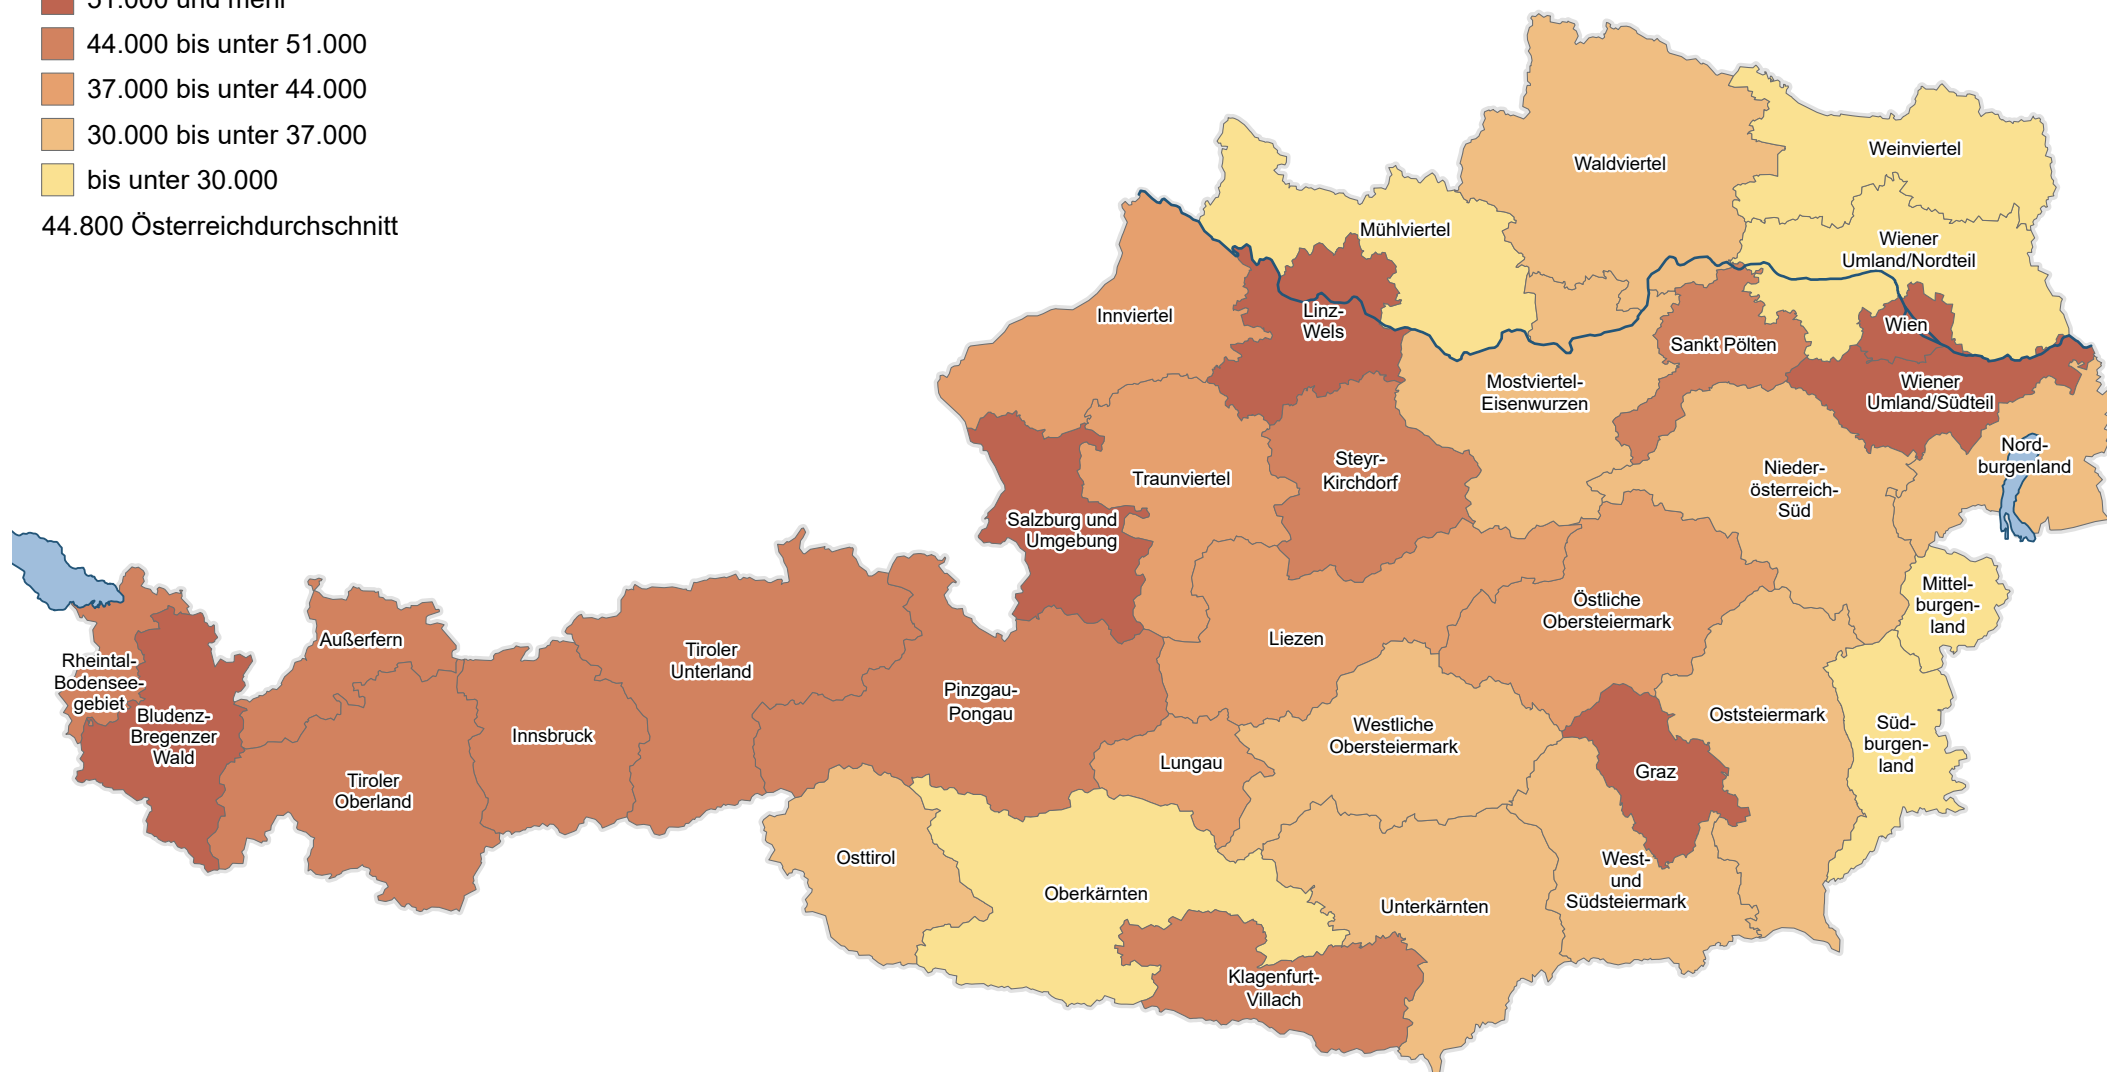 51.000 und mehr
44.000 bis unter 51.000
37.000 bis unter 44.000
30.000 bis unter 37.000
bis unter 30.000
44.800 Österreichdurchschnitt
Waldviertel
Weinviertel
Mühlviertel
Wiener
Umland/Nordteil
Innviertel
Linz-
Wels
Wien
Sankt Pölten
Mostviertel-
Eisenwurzen
Wiener
Umland/Südteil
Nord-
burgenland
Steyr-
Kirchdorf
Traunviertel
Nieder-
österreich-
Süd
Salzburg und
Umgebung
Mittel-
burgen-
land
Östliche
Obersteiermark
Liezen
Außerfern
Tiroler
Unterland
Rheintal-
Bodensee-
gebiet
Bludenz-
Bregenzer
Wald
Innsbruck
Pinzgau-
Pongau
Westliche
Obersteiermark
Oststeiermark
Süd-
burgen-
land
Lungau
Graz
Tiroler
Oberland
Osttirol
Oberkärnten
Unterkärnten
West-
und
Südsteiermark
Klagenfurt-
Villach